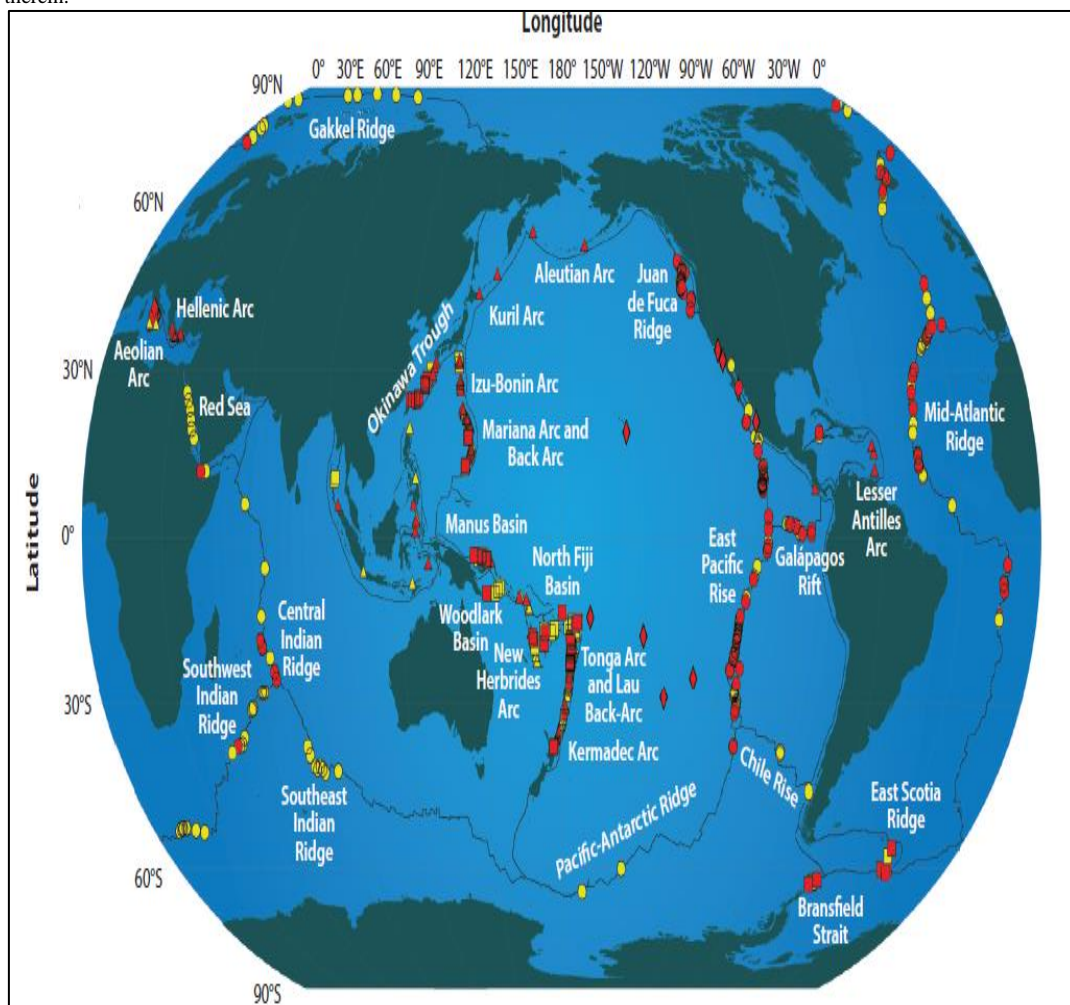 therein.
Longitude
0° 30°E 60°E 90°E 120°E 150°E 180° 150°W 120°W 90°W 60°W 30°W 0°
90°N
Gakkel Ridge
60°N
Aleutian Arc
Juan
de Fuca
Ridge
Hellenic Arc
Kuril Arc
Aeolian
Arc
Okinawa Trough
30°N
Izu-Bonin Arc
Red Sea
Mid-Atlantic
Ridge
Mariana Arc and
Back Arc
Lesser
Antilles
Arc
Latitude
0°
Manus Basin
North Fiji
Basin
East
Pacific
Rise
Galápagos
Rift
Woodlark
Basin
Central
Indian
Ridge
New
Herbrides
Arc
Tonga Arc
and Lau
Back-Arc
Southwest
Indian
Ridge
30°S
Kermadec Arc
Chile Rise
Southeast
Indian
Ridge
East Scotia
Ridge
Pacific-Antarctic Ridge
60°S
Bransfield
Strait
90°S